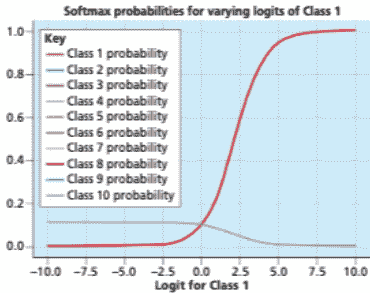 Softmax probabilities for varying logits of Class 1
Key
Class 1 probability
Class 2 probability
Class 3 probability
Class 4 probability
Class 5 probability
Class 6 probability
Class 7 probability
Class 8 probability
Class 9 probability
Class 10 probability
1.0
0.8
0.6
0.4
0.2
0.0
−10.0 −7.5 −5.0 −2.5 0.0 2.5 5.0 7.5 10.0
Logit for Class 1